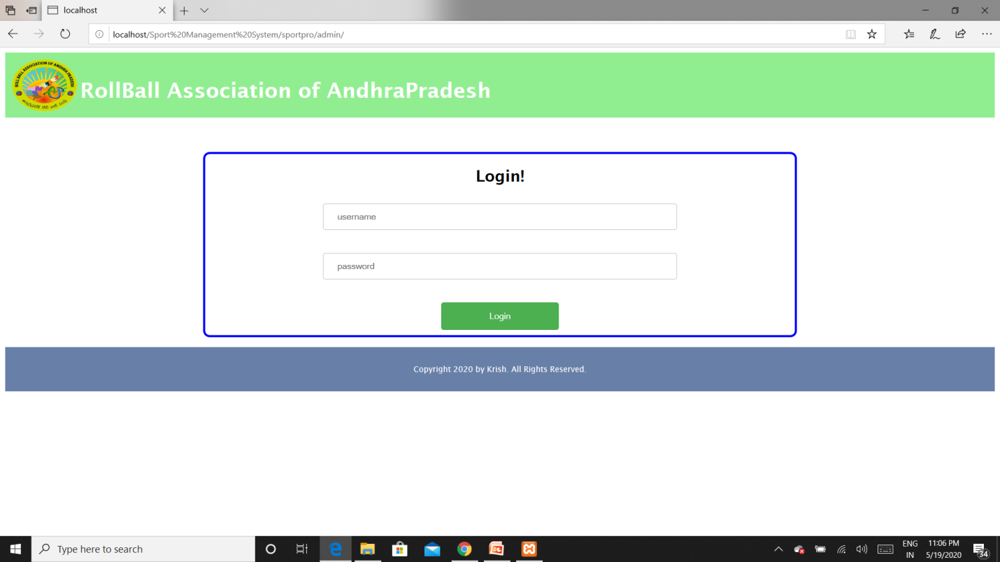 localhost
localhost/Sport%20Management%20System/sportpro/admin/
ROLL BALL ASSOCIATION OF ANDHRA PRADESH
RollBall Association of AndhraPradesh
Login!
username
password
Login
Copyright 2020 by Krish. All Rights Reserved.
Type here to search
ENG
IN
11:06 PM
5/19/2020
34